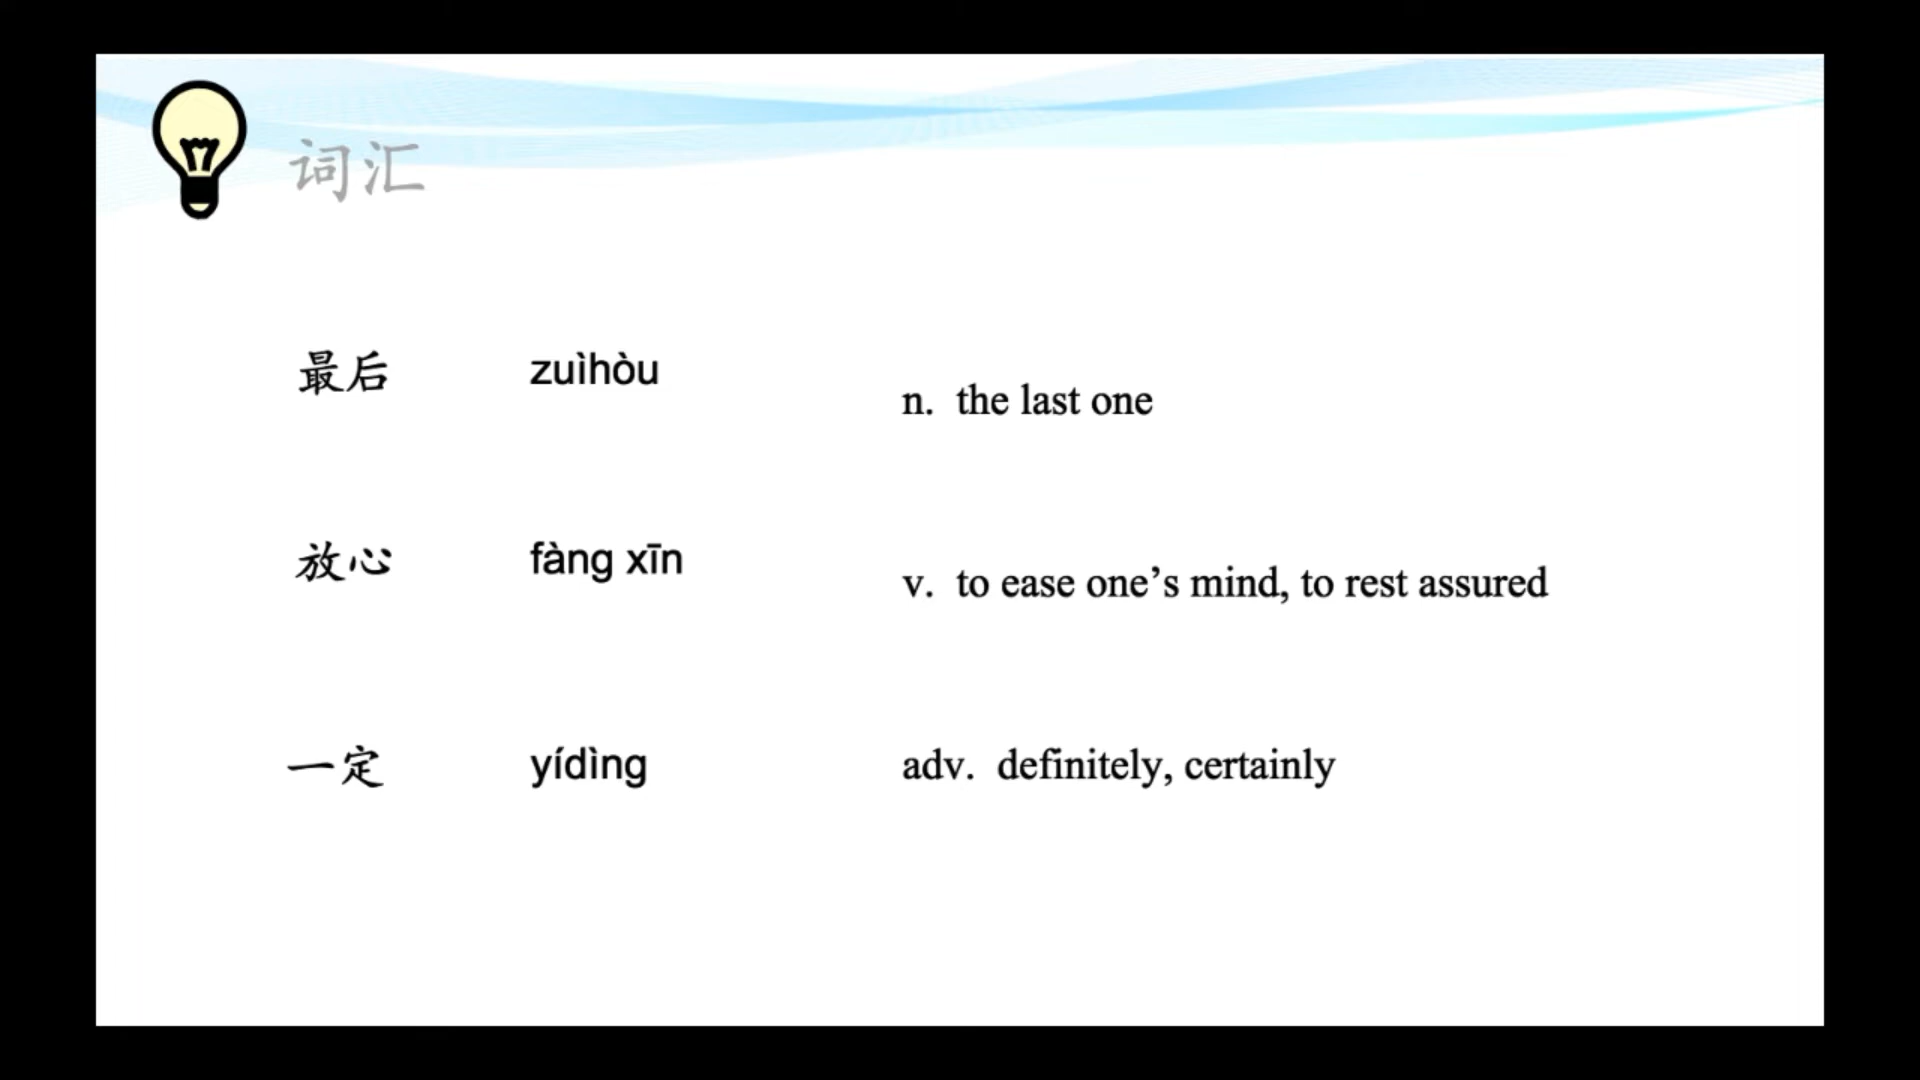 词汇
最后 zuìhòu n. the last one
放心 fàng xīn v. to ease one’s mind, to rest assured
一定 yídìng adv. definitely, certainly